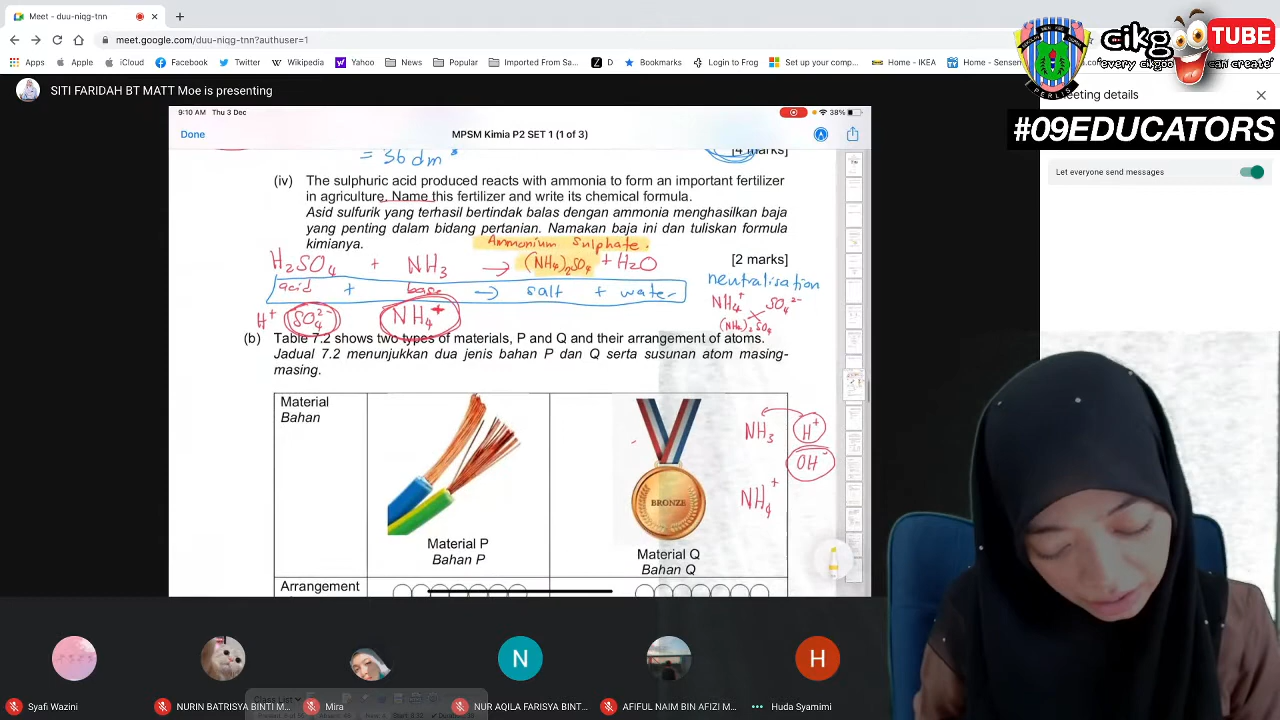 Meet - duu-niqg-tnn
meet.google.com/duu-niqg-tnn?authuser=1
Apps Apple iCloud Facebook Twitter Wikipedia Yahoo News Popular Imported From Sa... Z D Bookmarks Login to Frog Set up your comp... Home - IKEA Home - Sensen
cikgoo TUBE
'every cikgoo can create'
PERLIS
#09EDUCATORS
SITI FARIDAH BT MATT Moe is presenting
eeting details
Let everyone send messages
9:10 AM Thu 3 Dec
38%
Done
MPSM Kimia P2 SET 1 (1 of 3)
= 36 dm³
[4 marks]
(iv) The sulphuric acid produced reacts with ammonia to form an important fertilizer
in agriculture. Name this fertilizer and write its chemical formula.
Asid sulfurik yang terhasil bertindak balas dengan ammonia menghasilkan baja
yang penting dalam bidang pertanian. Namakan baja ini dan tuliskan formula
kimianya.
Ammonium sulphate.
[2 marks]
H₂SO₄ + NH₃ → (NH₄)₂SO₄ + H₂O
acid + base → salt + water
neutralisation
NH₄⁺ SO₄²⁻
(NH₄)₂SO₄
H⁺ SO₄²⁻ NH₄⁺
(b) Table 7.2 shows two types of materials, P and Q and their arrangement of atoms.
Jadual 7.2 menunjukkan dua jenis bahan P dan Q serta susunan atom masing-
masing.
Material
Bahan
BRONZE
Material P
Bahan P
Material Q
Bahan Q
NH₃ H⁺
OH⁻
NH₄⁺
Arrangement
N
H
Syafi Wazini
NURIN BATRISYA BINTI M...
Mira
NUR AQILA FARISYA BINT...
AFIFUL NAIM BIN AFIZI M...
Huda Syamimi